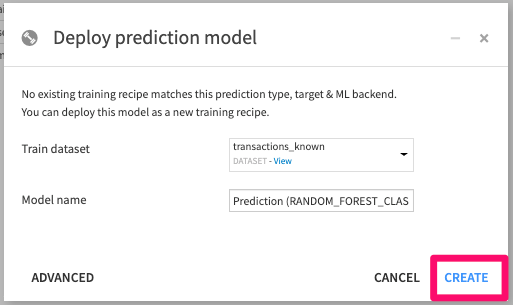 Deploy prediction model
No existing training recipe matches this prediction type, target & ML backend.
You can deploy this model as a new training recipe.
Train dataset
transactions_known
DATASET - View
Model name
Prediction (RANDOM_FOREST_CLAS
ADVANCED
CANCEL
CREATE